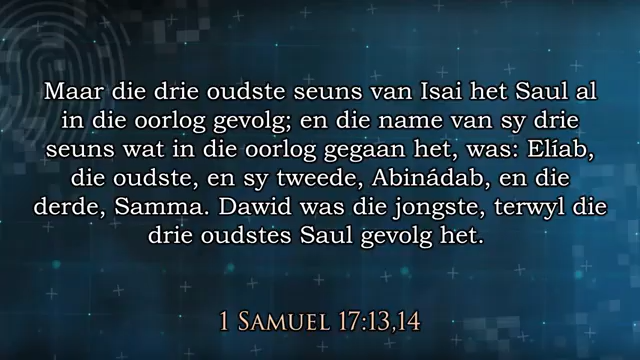 Maar die drie oudste seuns van Isai het Saul al
in die oorlog gevolg; en die name van sy drie
seuns wat in die oorlog gegaan het, was: Elíab,
die oudste, en sy tweede, Abinádab, en die
derde, Samma. Dawid was die jongste, terwyl die
drie oudstes Saul gevolg het.
1 Samuel 17:13,14